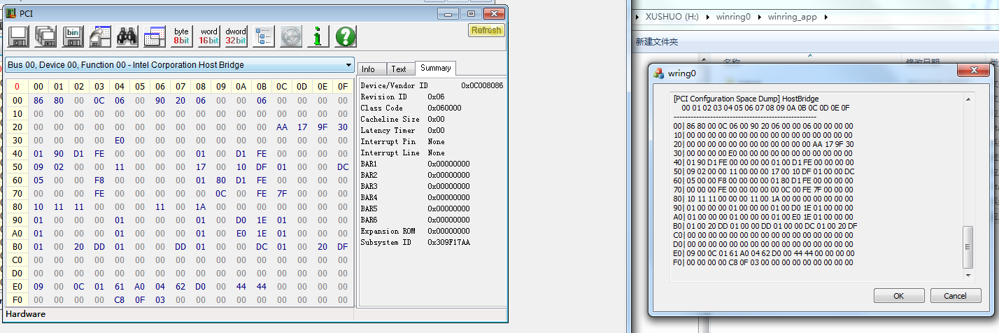 PCI
bin
byte 8bit
word 16bit
dword 32bit
Refresh
Bus 00, Device 00, Function 00 - Intel Corporation Host Bridge
Info Text Summary
0 00 01 02 03 04 05 06 07 08 09 0A 0B 0C 0D 0E 0F
00 86 80 00 0C 06 00 90 20 06 00 00 06 00 00 00 00
10 00 00 00 00 00 00 00 00 00 00 00 00 00 00 00 00
20 00 00 00 00 00 00 00 00 00 00 00 00 AA 17 9F 30
30 00 00 00 00 E0 00 00 00 00 00 00 00 00 00 00 00
40 01 90 D1 FE 00 00 00 00 01 00 D1 FE 00 00 00 00
50 09 02 00 00 11 00 00 00 17 00 10 DF 01 00 00 DC
60 05 00 00 F8 00 00 00 00 01 80 D1 FE 00 00 00 00
70 00 00 00 FE 00 00 00 00 00 0C 00 FE 7F 00 00 00
80 10 11 11 00 00 00 11 00 1A 00 00 00 00 00 00 00
90 01 00 00 00 01 00 00 00 01 00 D0 1E 01 00 00 00
A0 01 00 00 00 01 00 00 00 01 00 E0 1E 01 00 00 00
B0 01 00 20 DD 01 00 00 DD 01 00 00 DC 01 00 20 DF
C0 00 00 00 00 00 00 00 00 00 00 00 00 00 00 00 00
D0 00 00 00 00 00 00 00 00 00 00 00 00 00 00 00 00
E0 09 00 0C 01 61 A0 04 62 D0 00 44 44 00 00 00 00
F0 00 00 00 00 C8 0F 03 00 00 00 00 00 00 00 00 00
Device/Vendor ID 0x0C008086
Revision ID 0x06
Class Code 0x060000
Cacheline Size 0x00
Latency Timer 0x00
Interrupt Pin None
Interrupt Line None
BAR1 0x00000000
BAR2 0x00000000
BAR3 0x00000000
BAR4 0x00000000
BAR5 0x00000000
BAR6 0x00000000
Expansion ROM 0x00000000
Subsystem ID 0x309F17AA
Hardware
XUSHUO (H:) winring0 winring_app
新建文件夹
名称 修改日期
wring0
[PCI Confguration Space Dump] HostBridge
00 01 02 03 04 05 06 07 08 09 0A 0B 0C 0D 0E 0F
---------------------------------------------------
00| 86 80 00 0C 06 00 90 20 06 00 00 06 00 00 00 00
10| 00 00 00 00 00 00 00 00 00 00 00 00 00 00 00 00
20| 00 00 00 00 00 00 00 00 00 00 00 00 AA 17 9F 30
30| 00 00 00 00 E0 00 00 00 00 00 00 00 00 00 00 00
40| 01 90 D1 FE 00 00 00 00 01 00 D1 FE 00 00 00 00
50| 09 02 00 00 11 00 00 00 17 00 10 DF 01 00 00 DC
60| 05 00 00 F8 00 00 00 00 01 80 D1 FE 00 00 00 00
70| 00 00 00 FE 00 00 00 00 00 0C 00 FE 7F 00 00 00
80| 10 11 11 00 00 00 11 00 1A 00 00 00 00 00 00 00
90| 01 00 00 00 01 00 00 00 01 00 D0 1E 01 00 00 00
A0| 01 00 00 00 01 00 00 00 01 00 E0 1E 01 00 00 00
B0| 01 00 20 DD 01 00 00 DD 01 00 00 DC 01 00 20 DF
C0| 00 00 00 00 00 00 00 00 00 00 00 00 00 00 00 00
D0| 00 00 00 00 00 00 00 00 00 00 00 00 00 00 00 00
E0| 09 00 0C 01 61 A0 04 62 D0 00 44 44 00 00 00 00
F0| 00 00 00 00 C8 0F 03 00 00 00 00 00 00 00 00 00
OK Cancel